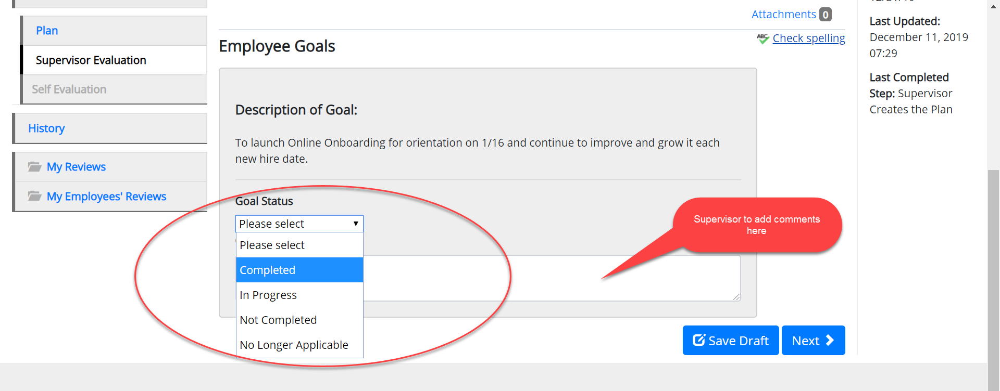 Plan
Supervisor Evaluation
Self Evaluation
History
My Reviews
My Employees' Reviews
Attachments 0
ABC Check spelling
Employee Goals
Description of Goal:
To launch Online Onboarding for orientation on 1/16 and continue to improve and grow it each
new hire date.
Goal Status
Please select
Please select
Completed
In Progress
Not Completed
No Longer Applicable
Supervisor to add comments
here
Save Draft
Next
Last Updated:
December 11, 2019
07:29
Last Completed
Step: Supervisor
Creates the Plan